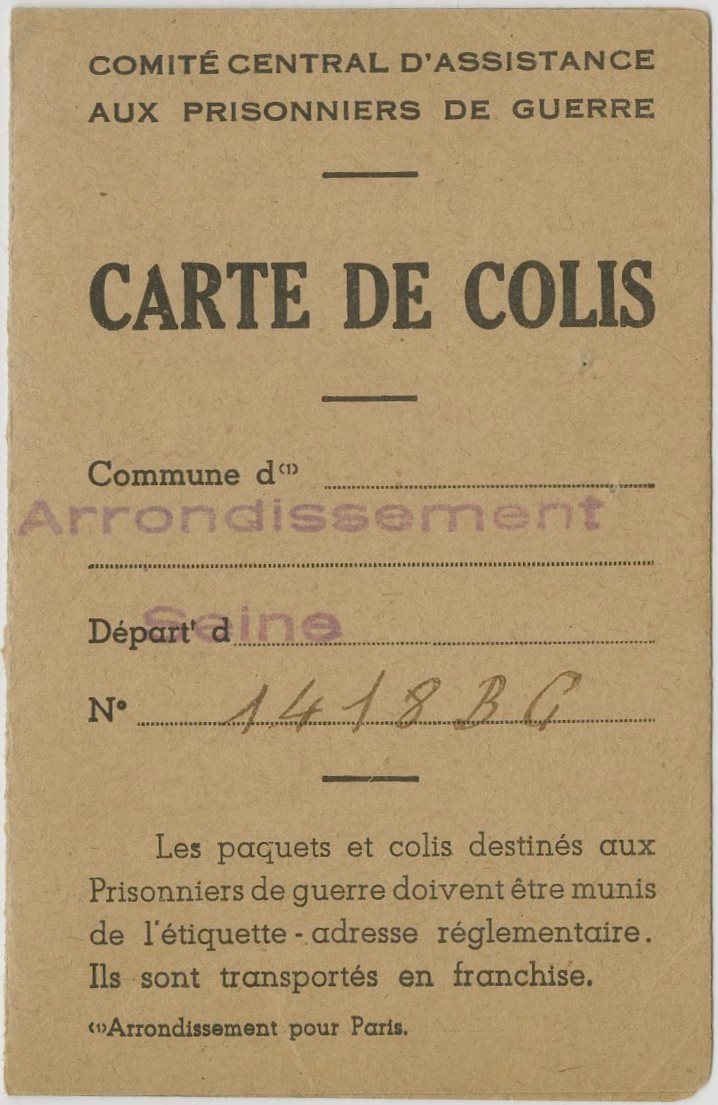 COMITÉ CENTRAL D'ASSISTANCE
AUX PRISONNIERS DE GUERRE
CARTE DE COLIS
Commune d(1)
Arrondissement
Seine
Départ' d
N° 1418 BG
Les paquets et colis destinés aux
Prisonniers de guerre doivent être munis
de l'étiquette-adresse réglementaire.
Ils sont transportés en franchise.
(1)Arrondissement pour Paris.